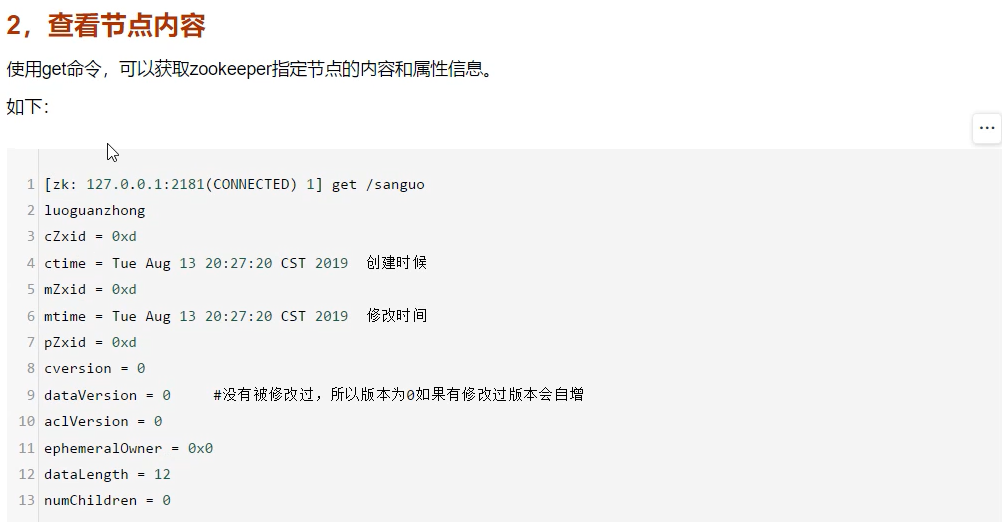 2，查看节点内容
使用get命令，可以获取zookeeper指定节点的内容和属性信息。
如下：
...
1 [zk: 127.0.0.1:2181(CONNECTED) 1] get /sanguo
2 luoguanzhong
3 cZxid = 0xd
4 ctime = Tue Aug 13 20:27:20 CST 2019 创建时候
5 mZxid = 0xd
6 mtime = Tue Aug 13 20:27:20 CST 2019 修改时间
7 pZxid = 0xd
8 cversion = 0
9 dataVersion = 0 #没有被修改过，所以版本为0如果有修改过版本会自增
10 aclVersion = 0
11 ephemeralOwner = 0x0
12 dataLength = 12
13 numChildren = 0